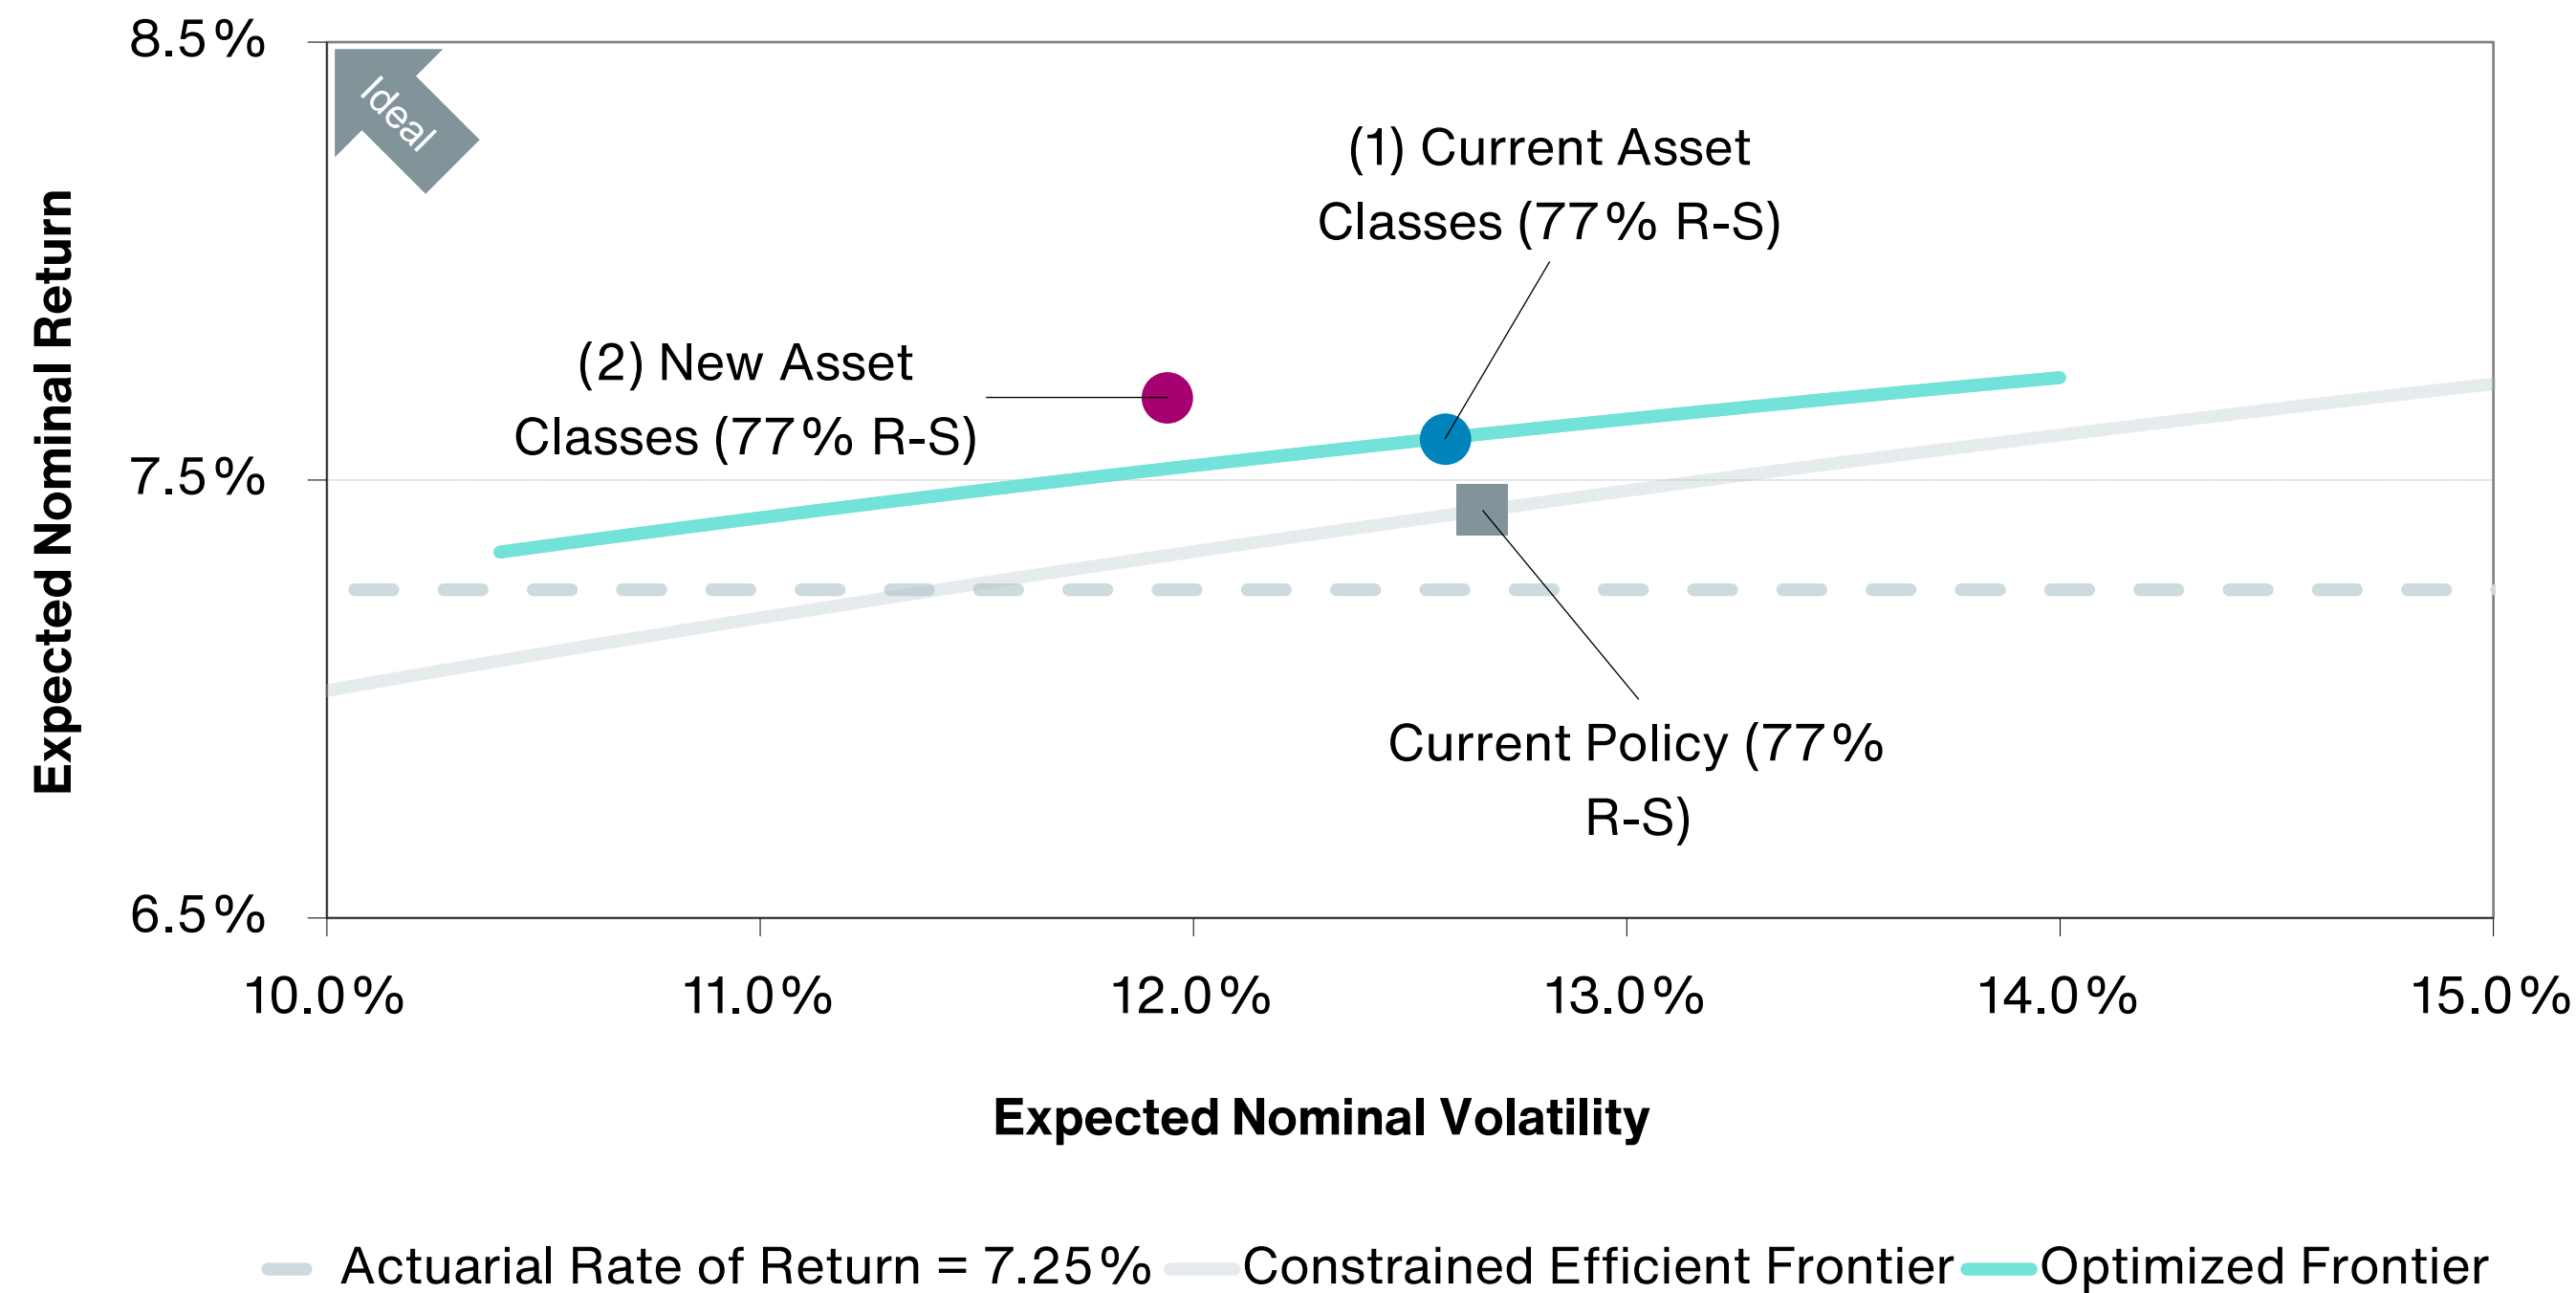 8.5%
Ideal
(1) Current Asset
Classes (77% R-S)
(2) New Asset
Classes (77% R-S)
7.5%
Expected Nominal Return
Current Policy (77%
R-S)
6.5%
10.0% 11.0% 12.0% 13.0% 14.0% 15.0%
Expected Nominal Volatility
Actuarial Rate of Return = 7.25% Constrained Efficient Frontier Optimized Frontier